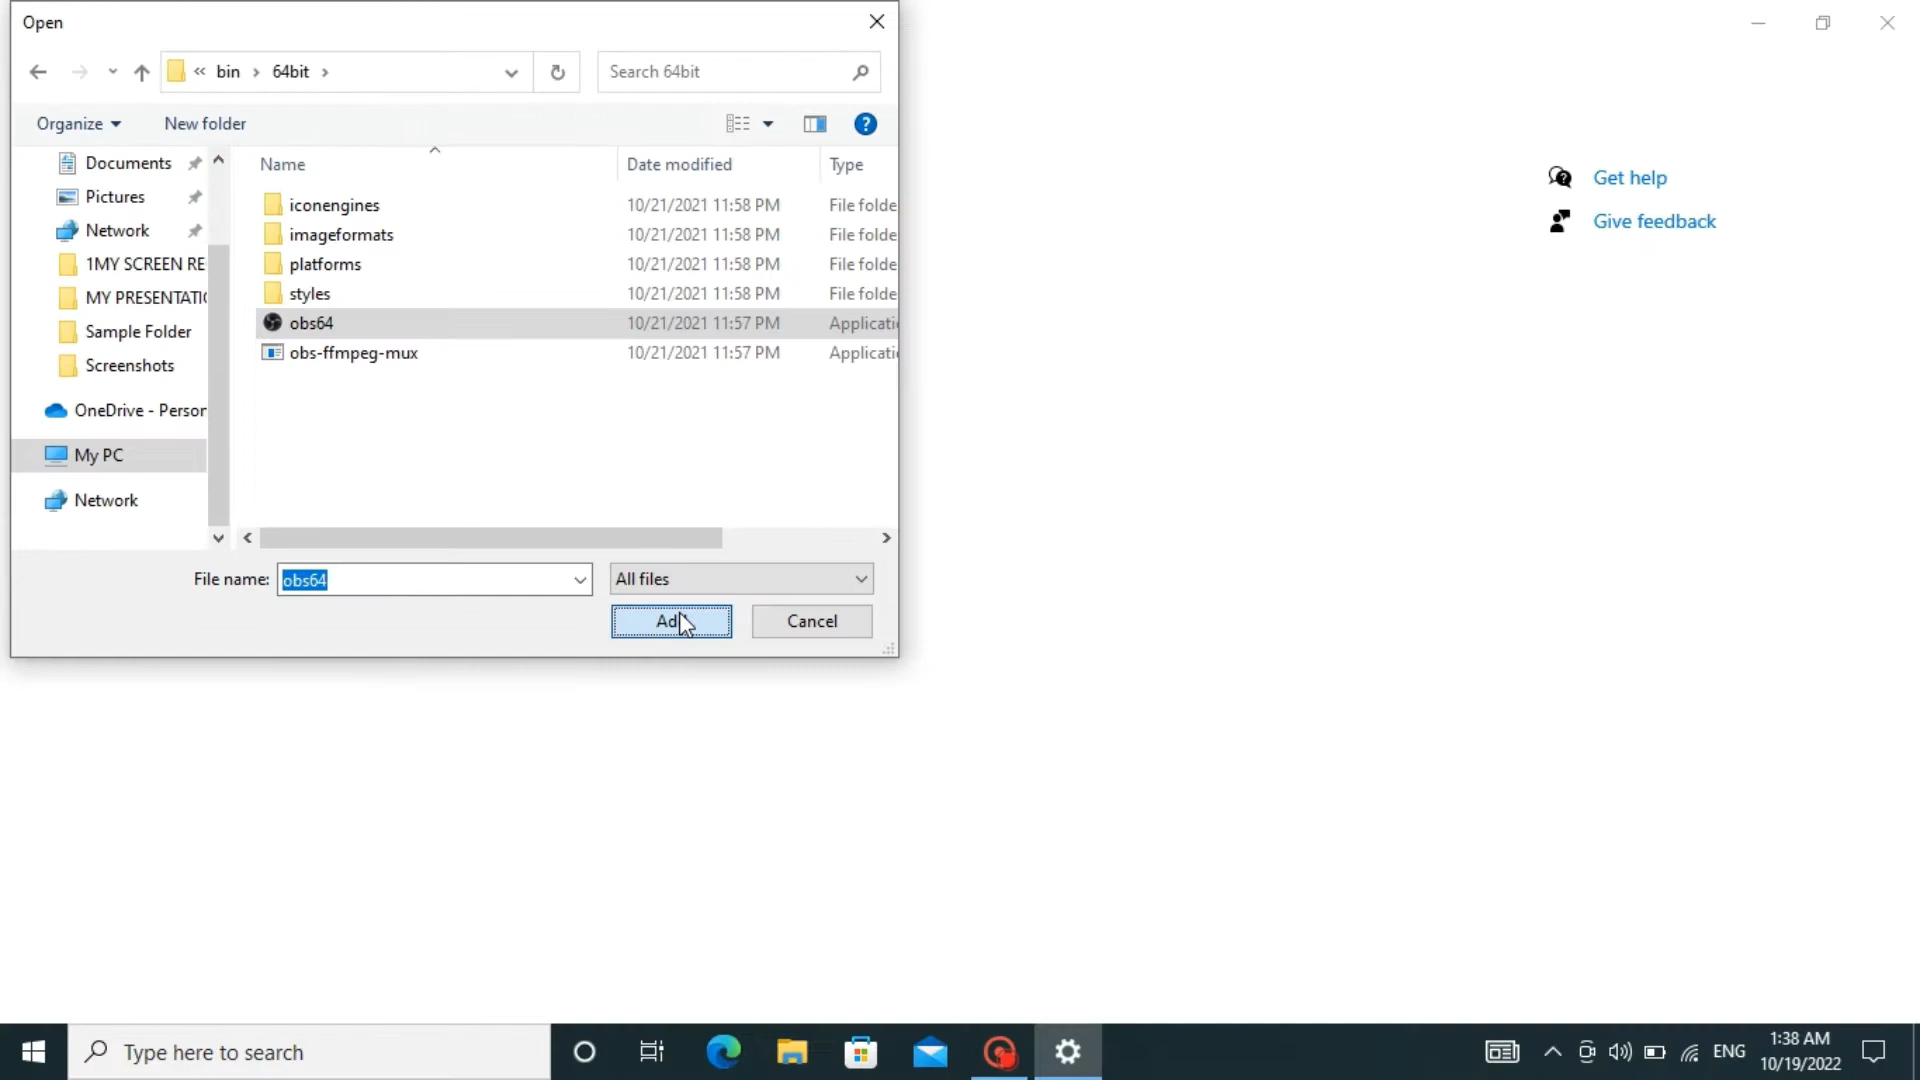 Open
« bin › 64bit ›
Search 64bit
Organize
New folder
Documents
Pictures
Network
1MY SCREEN RE
MY PRESENTATI
Sample Folder
Screenshots
OneDrive - Person
My PC
Network
Name Date modified Type
iconengines 10/21/2021 11:58 PM File folde
imageformats 10/21/2021 11:58 PM File folde
platforms 10/21/2021 11:58 PM File folde
styles 10/21/2021 11:58 PM File folde
obs64 10/21/2021 11:57 PM Applicati
obs-ffmpeg-mux 10/21/2021 11:57 PM Applicati
File name: obs64
All files
Ad
Cancel
Get help
Give feedback
Type here to search
ENG
1:38 AM
10/19/2022